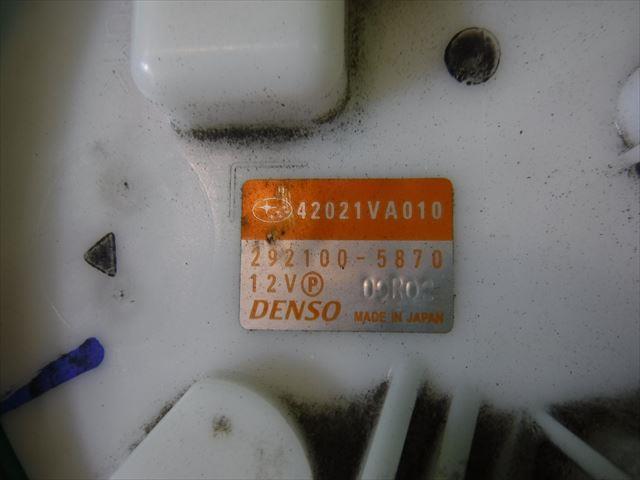 42021VA010
292100-5870
12V Ⓟ
DENSO MADE IN JAPAN